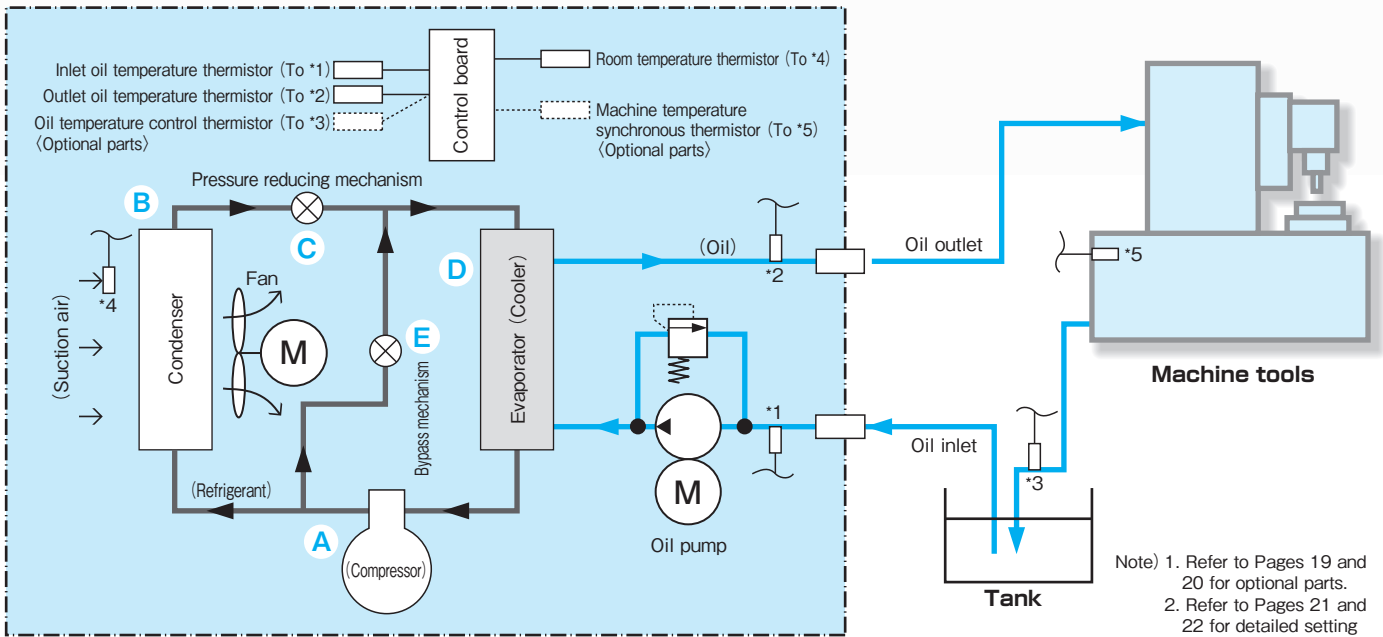 Inlet oil temperature thermistor (To *1)
Outlet oil temperature thermistor (To *2)
Oil temperature control thermistor (To *3)
〈Optional parts〉
Control board
Room temperature thermistor (To *4)
Machine temperature
synchronous thermistor (To *5)
〈Optional parts〉
Pressure reducing mechanism
B
C
D
E
A
*4
(Suction air)
Condenser
Fan
M
Bypass mechanism
Evaporator (Cooler)
(Refrigerant)
(Compressor)
(Oil)
*2
Oil outlet
*1
Oil inlet
M
Oil pump
*5
Machine tools
*3
Tank
Note) 1. Refer to Pages 19 and
20 for optional parts.
2. Refer to Pages 21 and
22 for detailed setting